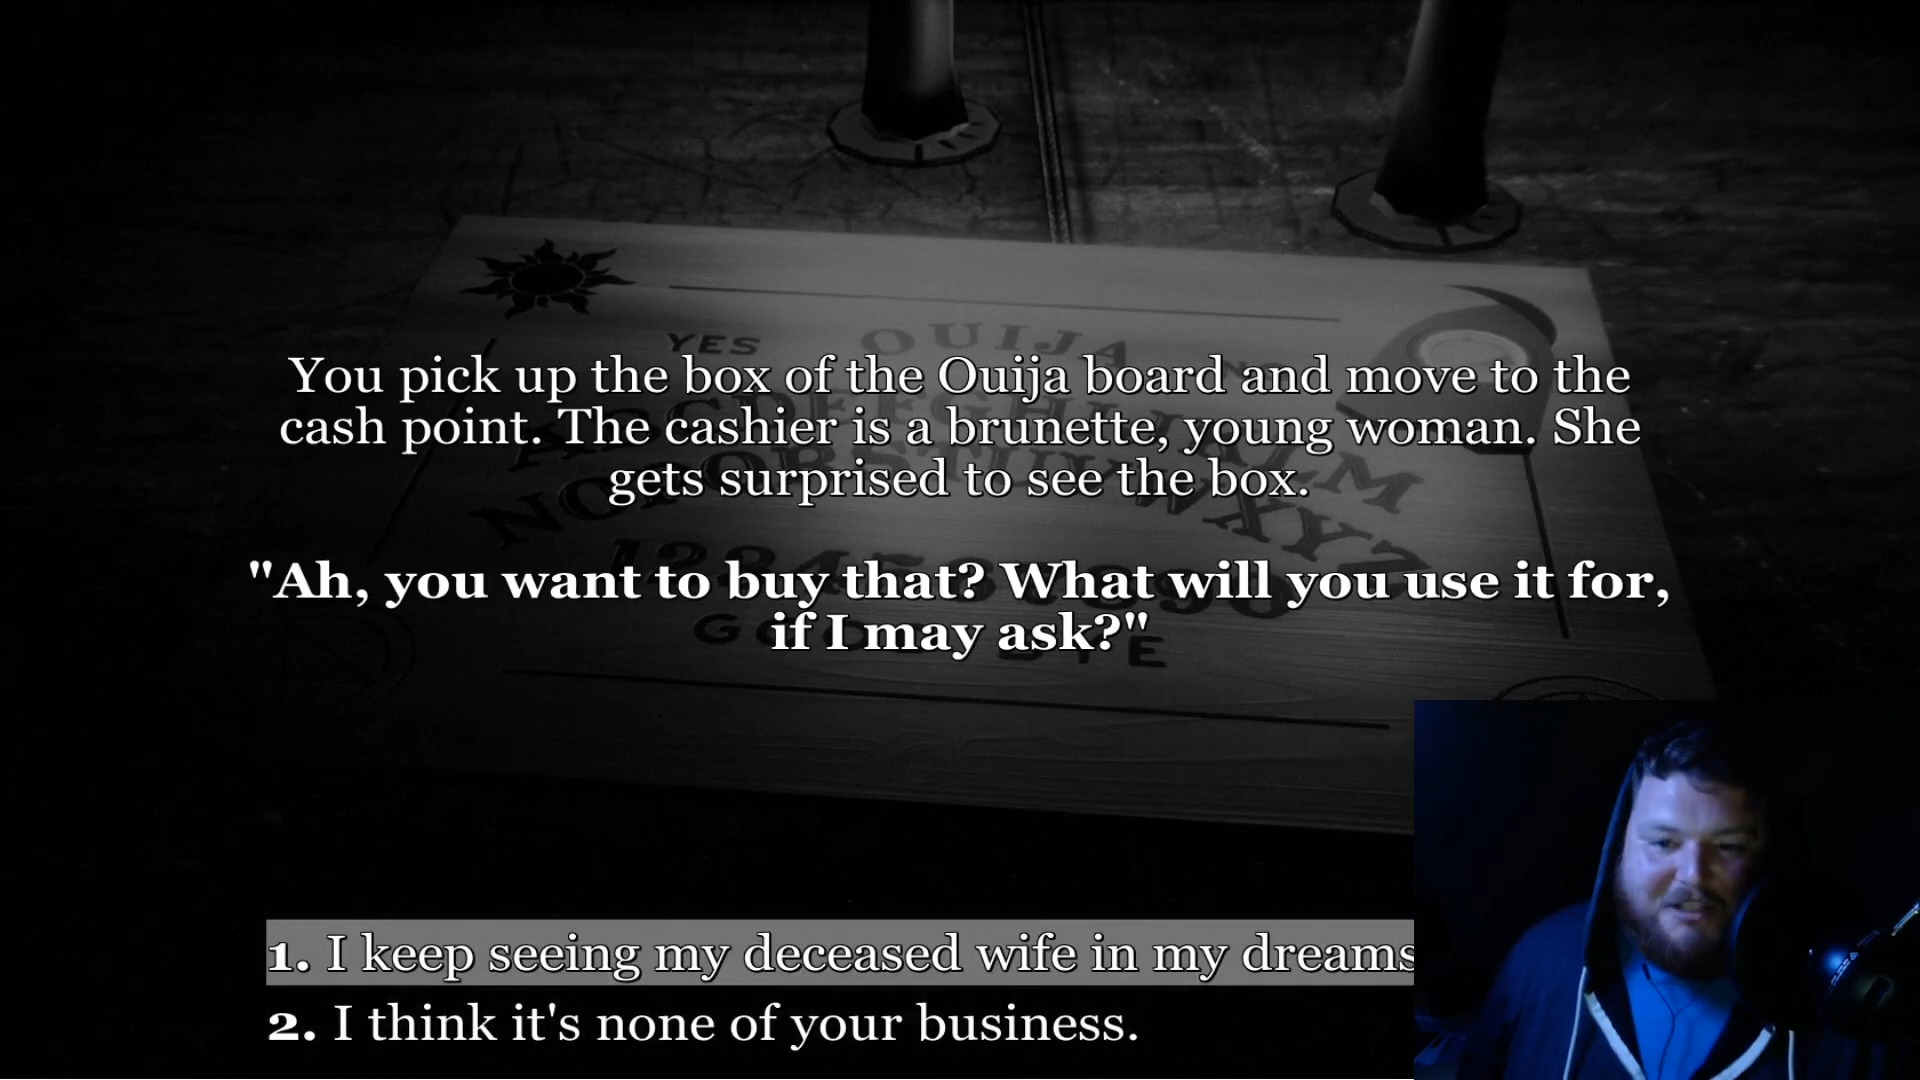 YES OUIJA
You pick up the box of the Ouija board and move to the
cash point. The cashier is a brunette, young woman. She
gets surprised to see the box.
"Ah, you want to buy that? What will you use it for,
if I may ask?"
1. I keep seeing my deceased wife in my dreams
2. I think it's none of your business.